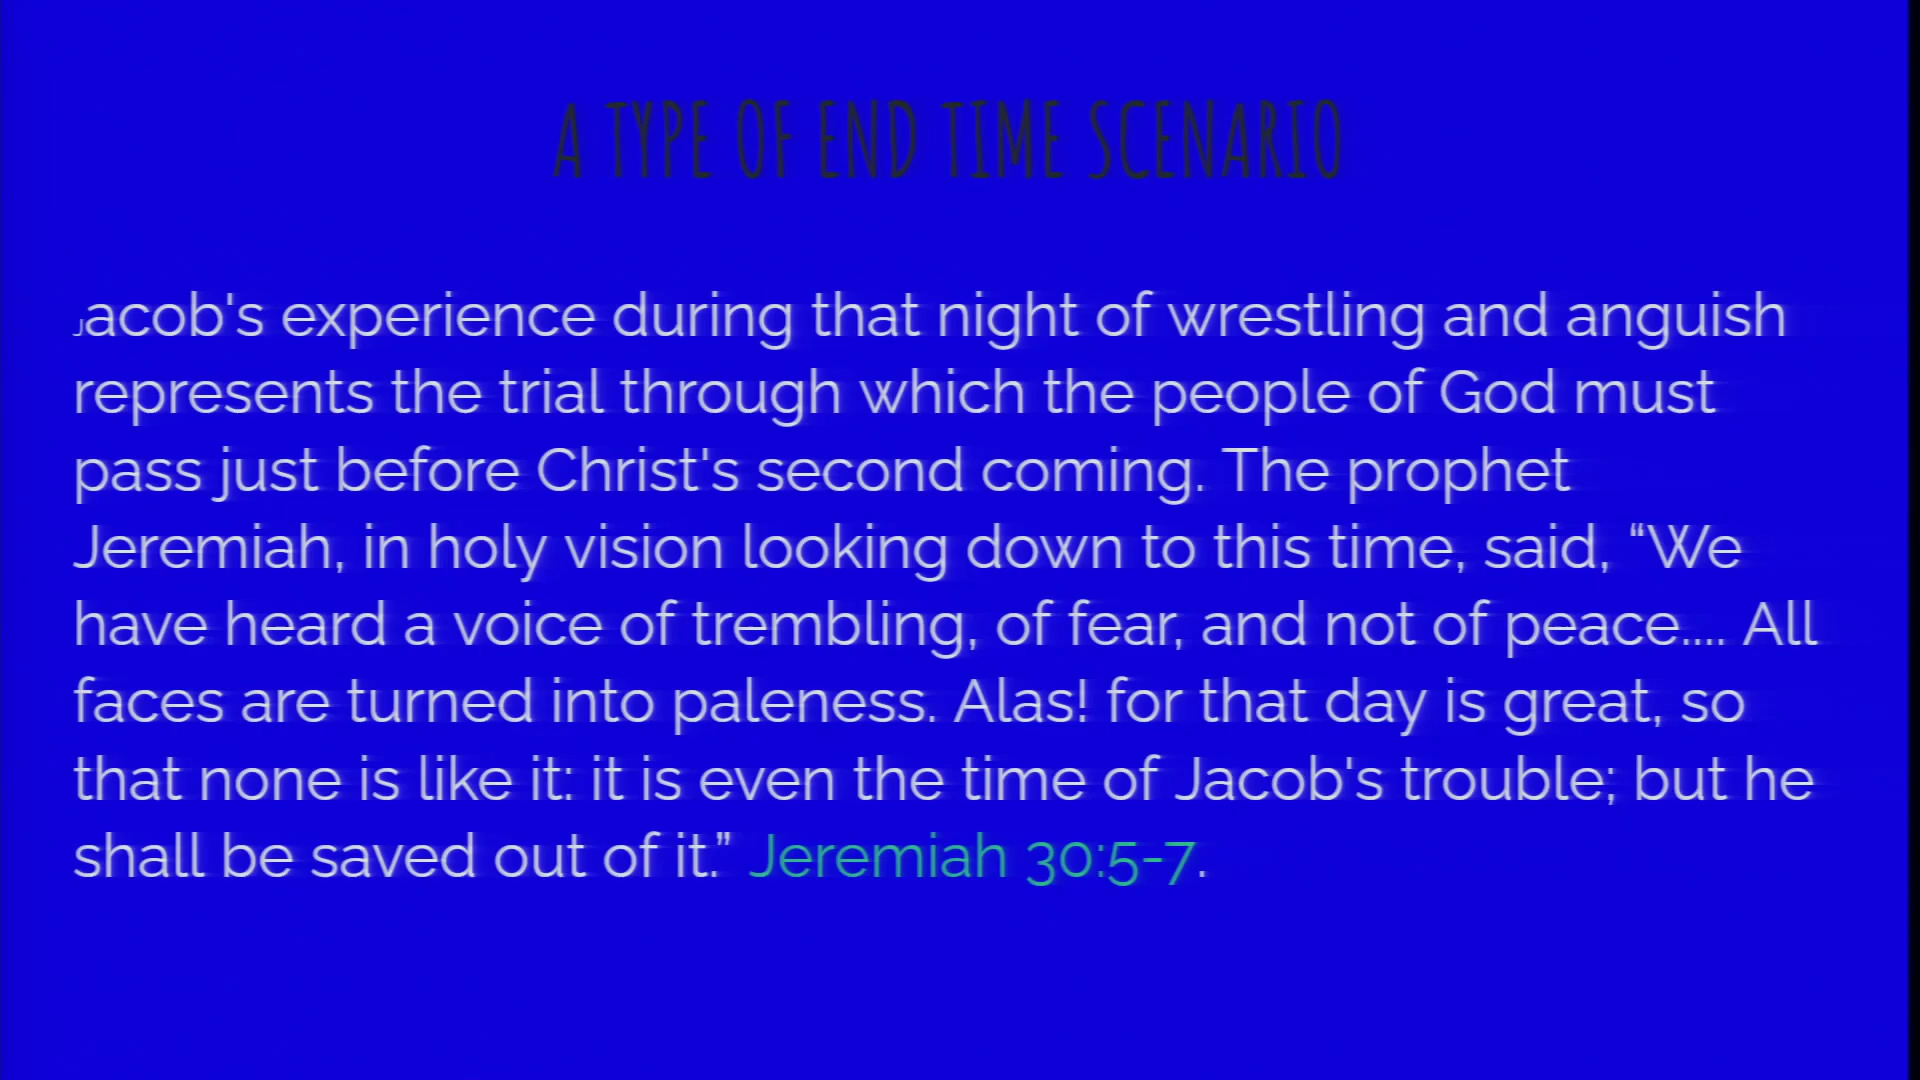 A TYPE OF END TIME SCENARIO
Jacob's experience during that night of wrestling and anguish
represents the trial through which the people of God must
pass just before Christ's second coming. The prophet
Jeremiah, in holy vision looking down to this time, said, “We
have heard a voice of trembling, of fear, and not of peace.... All
faces are turned into paleness. Alas! for that day is great, so
that none is like it: it is even the time of Jacob's trouble; but he
shall be saved out of it.” Jeremiah 30:5-7.